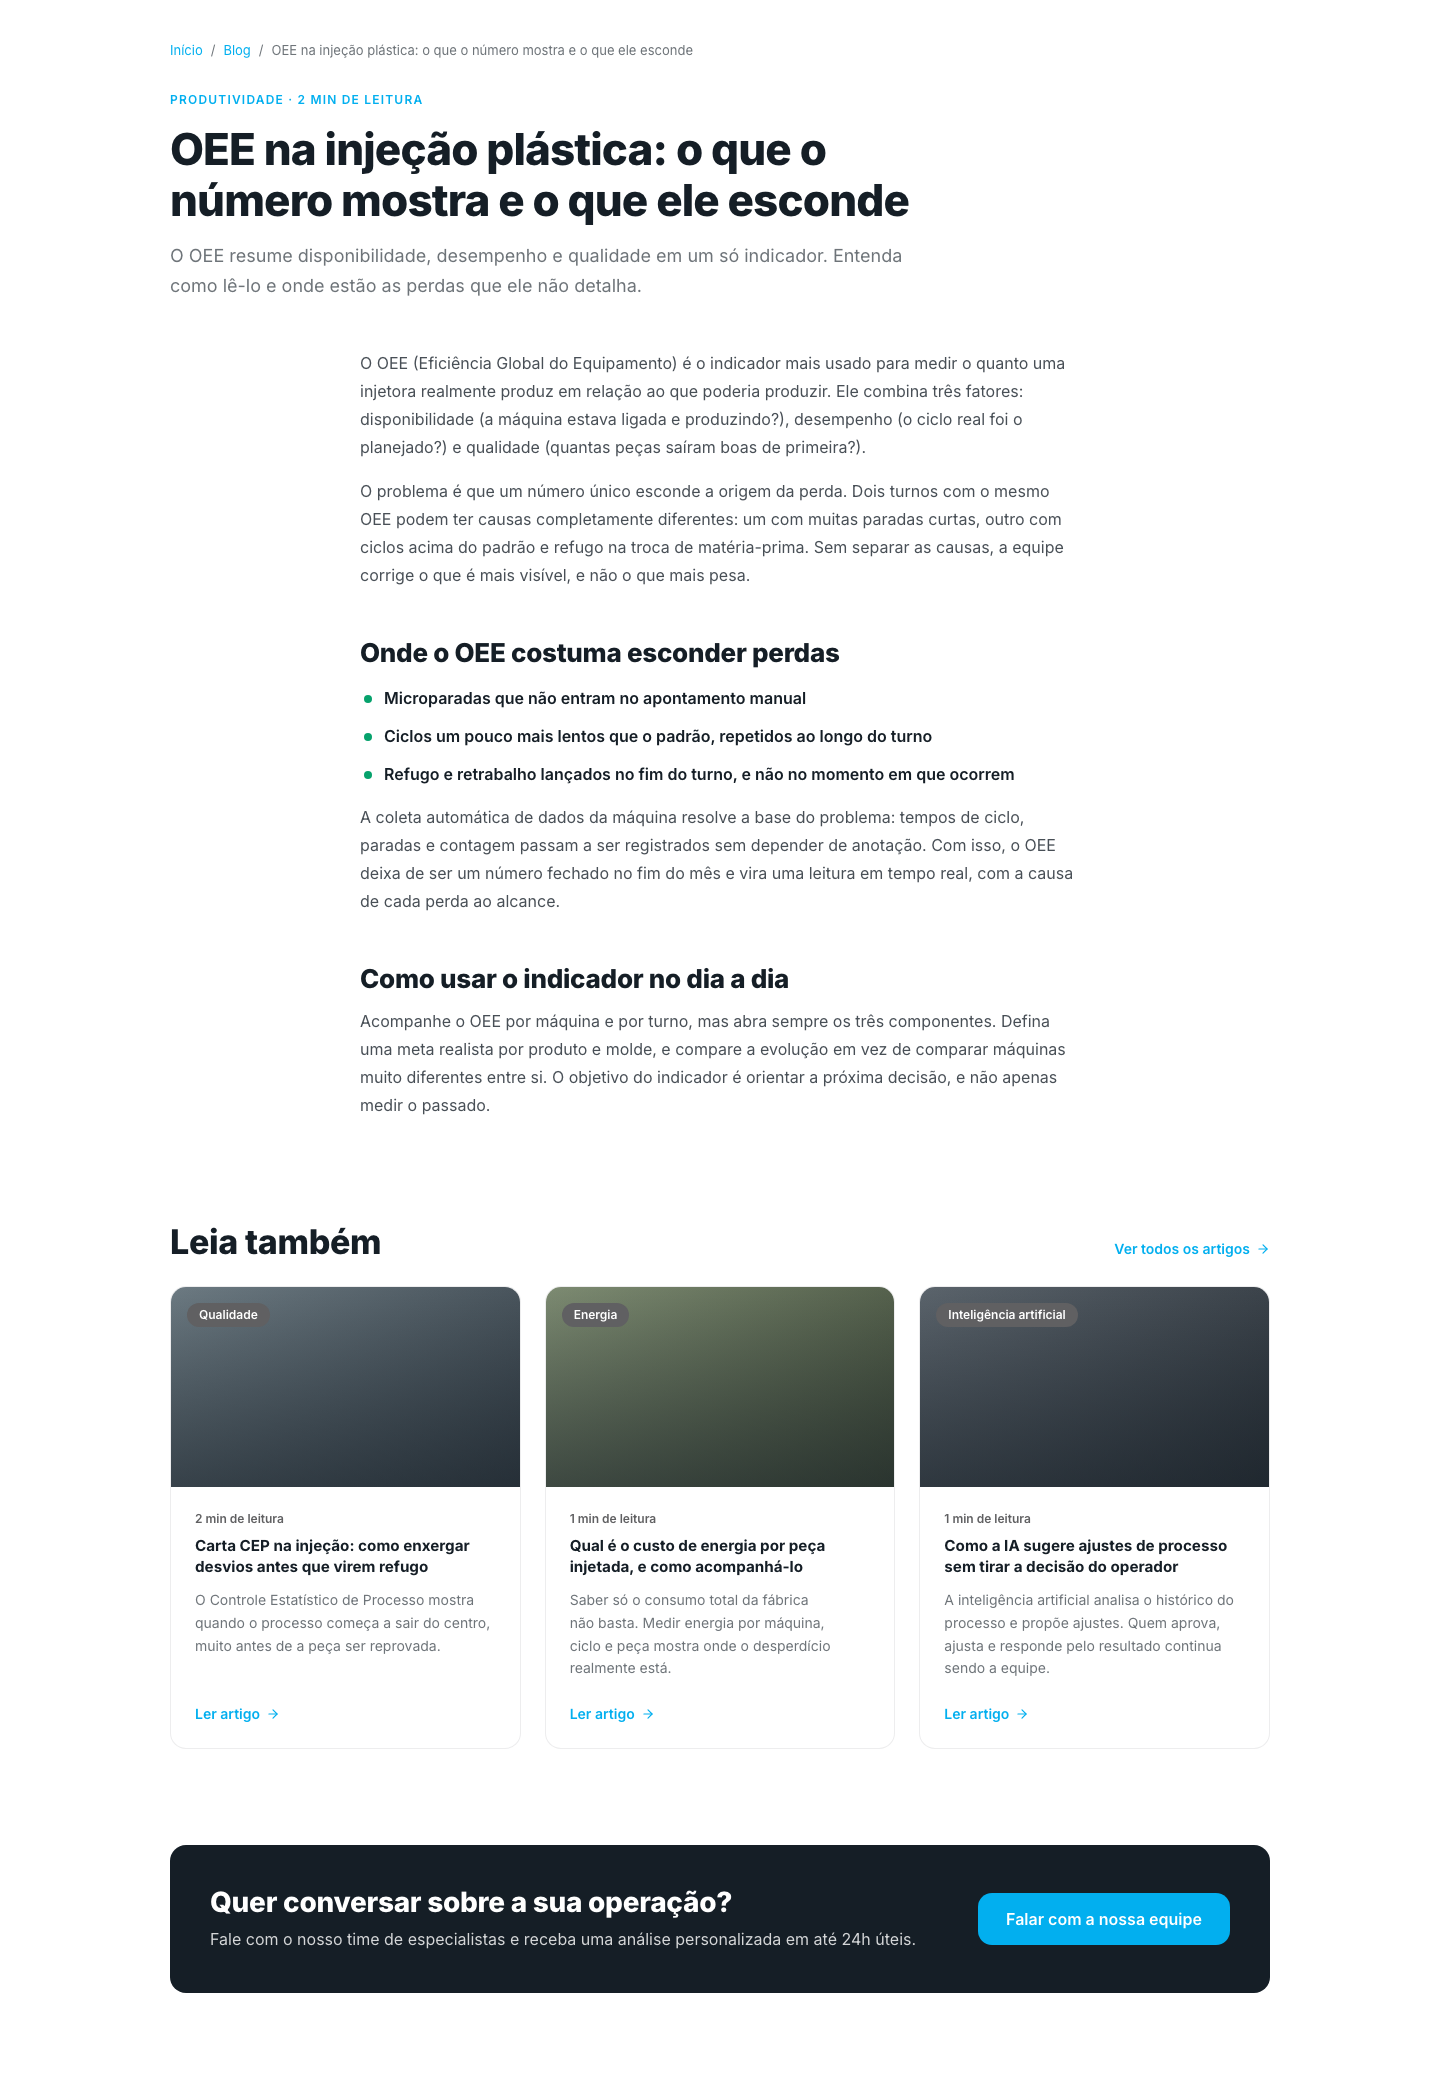 Início / Blog / OEE na injeção plástica: o que o número mostra e o que ele esconde
PRODUTIVIDADE · 2 MIN DE LEITURA
OEE na injeção plástica: o que o
número mostra e o que ele esconde
O OEE resume disponibilidade, desempenho e qualidade em um só indicador. Entenda
como lê-lo e onde estão as perdas que ele não detalha.
O OEE (Eficiência Global do Equipamento) é o indicador mais usado para medir o quanto uma
injetora realmente produz em relação ao que poderia produzir. Ele combina três fatores:
disponibilidade (a máquina estava ligada e produzindo?), desempenho (o ciclo real foi o
planejado?) e qualidade (quantas peças saíram boas de primeira?).
O problema é que um número único esconde a origem da perda. Dois turnos com o mesmo
OEE podem ter causas completamente diferentes: um com muitas paradas curtas, outro com
ciclos acima do padrão e refugo na troca de matéria-prima. Sem separar as causas, a equipe
corrige o que é mais visível, e não o que mais pesa.
Onde o OEE costuma esconder perdas
Microparadas que não entram no apontamento manual
Ciclos um pouco mais lentos que o padrão, repetidos ao longo do turno
Refugo e retrabalho lançados no fim do turno, e não no momento em que ocorrem
A coleta automática de dados da máquina resolve a base do problema: tempos de ciclo,
paradas e contagem passam a ser registrados sem depender de anotação. Com isso, o OEE
deixa de ser um número fechado no fim do mês e vira uma leitura em tempo real, com a causa
de cada perda ao alcance.
Como usar o indicador no dia a dia
Acompanhe o OEE por máquina e por turno, mas abra sempre os três componentes. Defina
uma meta realista por produto e molde, e compare a evolução em vez de comparar máquinas
muito diferentes entre si. O objetivo do indicador é orientar a próxima decisão, e não apenas
medir o passado.
Leia também
Ver todos os artigos →
Qualidade
2 min de leitura
Carta CEP na injeção: como enxergar
desvios antes que virem refugo
O Controle Estatístico de Processo mostra
quando o processo começa a sair do centro,
muito antes de a peça ser reprovada.
Ler artigo →
Energia
1 min de leitura
Qual é o custo de energia por peça
injetada, e como acompanhá-lo
Saber só o consumo total da fábrica
não basta. Medir energia por máquina,
ciclo e peça mostra onde o desperdício
realmente está.
Ler artigo →
Inteligência artificial
1 min de leitura
Como a IA sugere ajustes de processo
sem tirar a decisão do operador
A inteligência artificial analisa o histórico do
processo e propõe ajustes. Quem aprova,
ajusta e responde pelo resultado continua
sendo a equipe.
Ler artigo →
Quer conversar sobre a sua operação?
Fale com o nosso time de especialistas e receba uma análise personalizada em até 24h úteis.
Falar com a nossa equipe